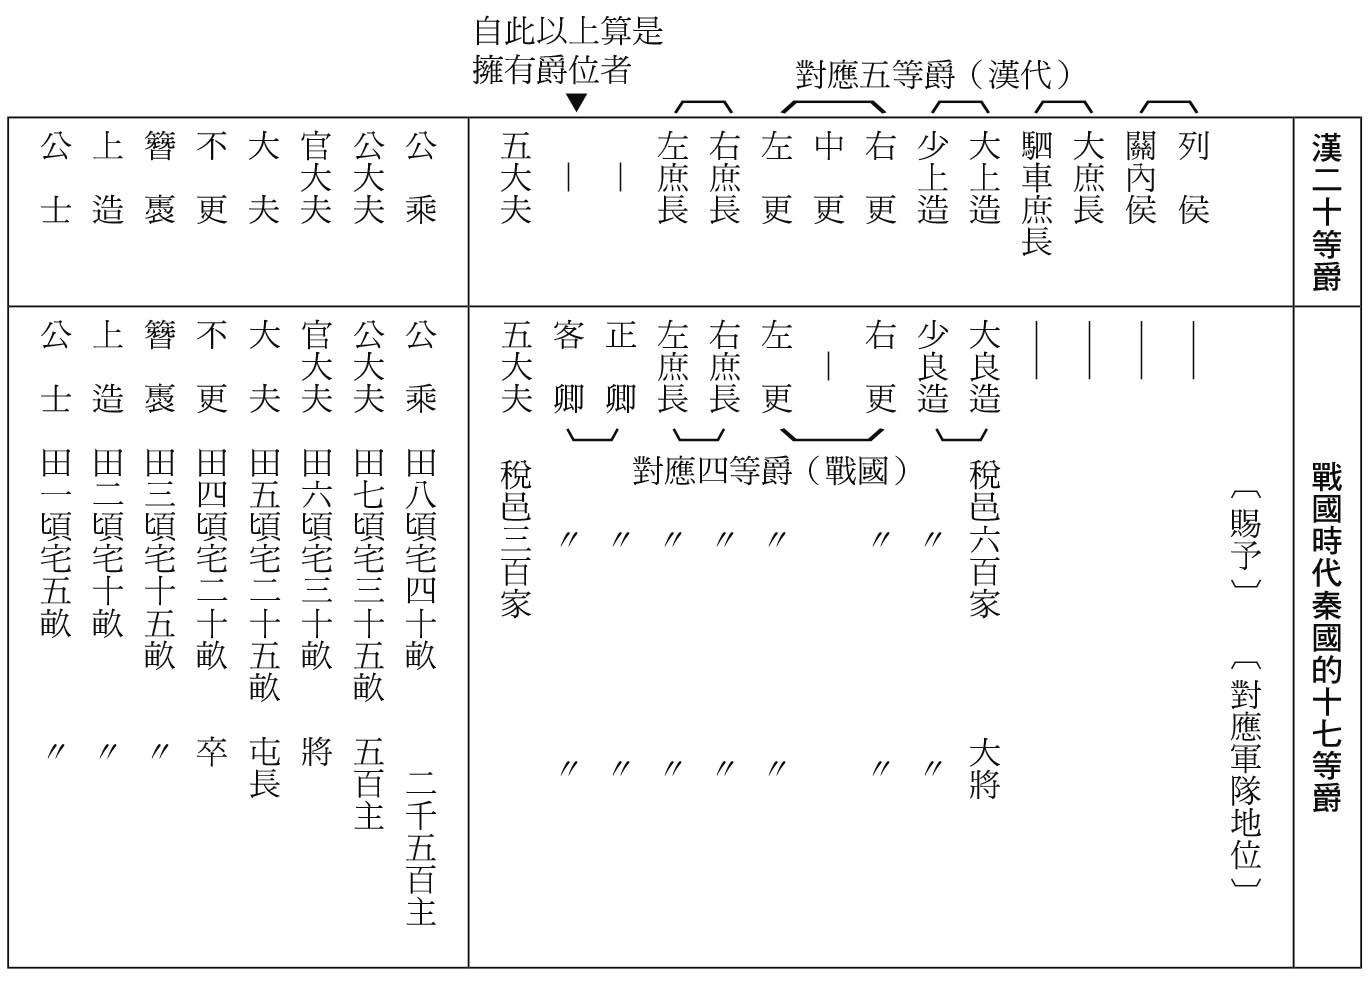 自此以上算是
擁有爵位者
▼
對應五等爵（漢代）
漢二十等爵
列侯
關內侯
大庶長
駟車庶長
大上造
少上造
右更
中更
左更
右庶長
左庶長
｜
｜
五大夫
公乘
公大夫
官大夫
大夫
不更
簪裹
上造
公士
戰國時代秦國的十七等爵
〔賜予〕　〔對應軍隊地位〕
｜
｜
｜
｜
大良造　稅邑六百家　大將
少良造　〃　〃
右更　〃　〃
｜
左更　〃　〃
右庶長　〃　〃
左庶長　〃　〃
正卿　〃　〃
客卿　〃　〃
五大夫　稅邑三百家
對應四等爵（戰國）
公乘　田八頃宅四十畝　二千五百主
公大夫　田七頃宅三十五畝　五百主
官大夫　田六頃宅三十畝　將
大夫　田五頃宅二十五畝　屯長
不更　田四頃宅二十畝　卒
簪裹　田三頃宅十五畝　〃
上造　田二頃宅十畝　〃
公士　田一頃宅五畝　〃